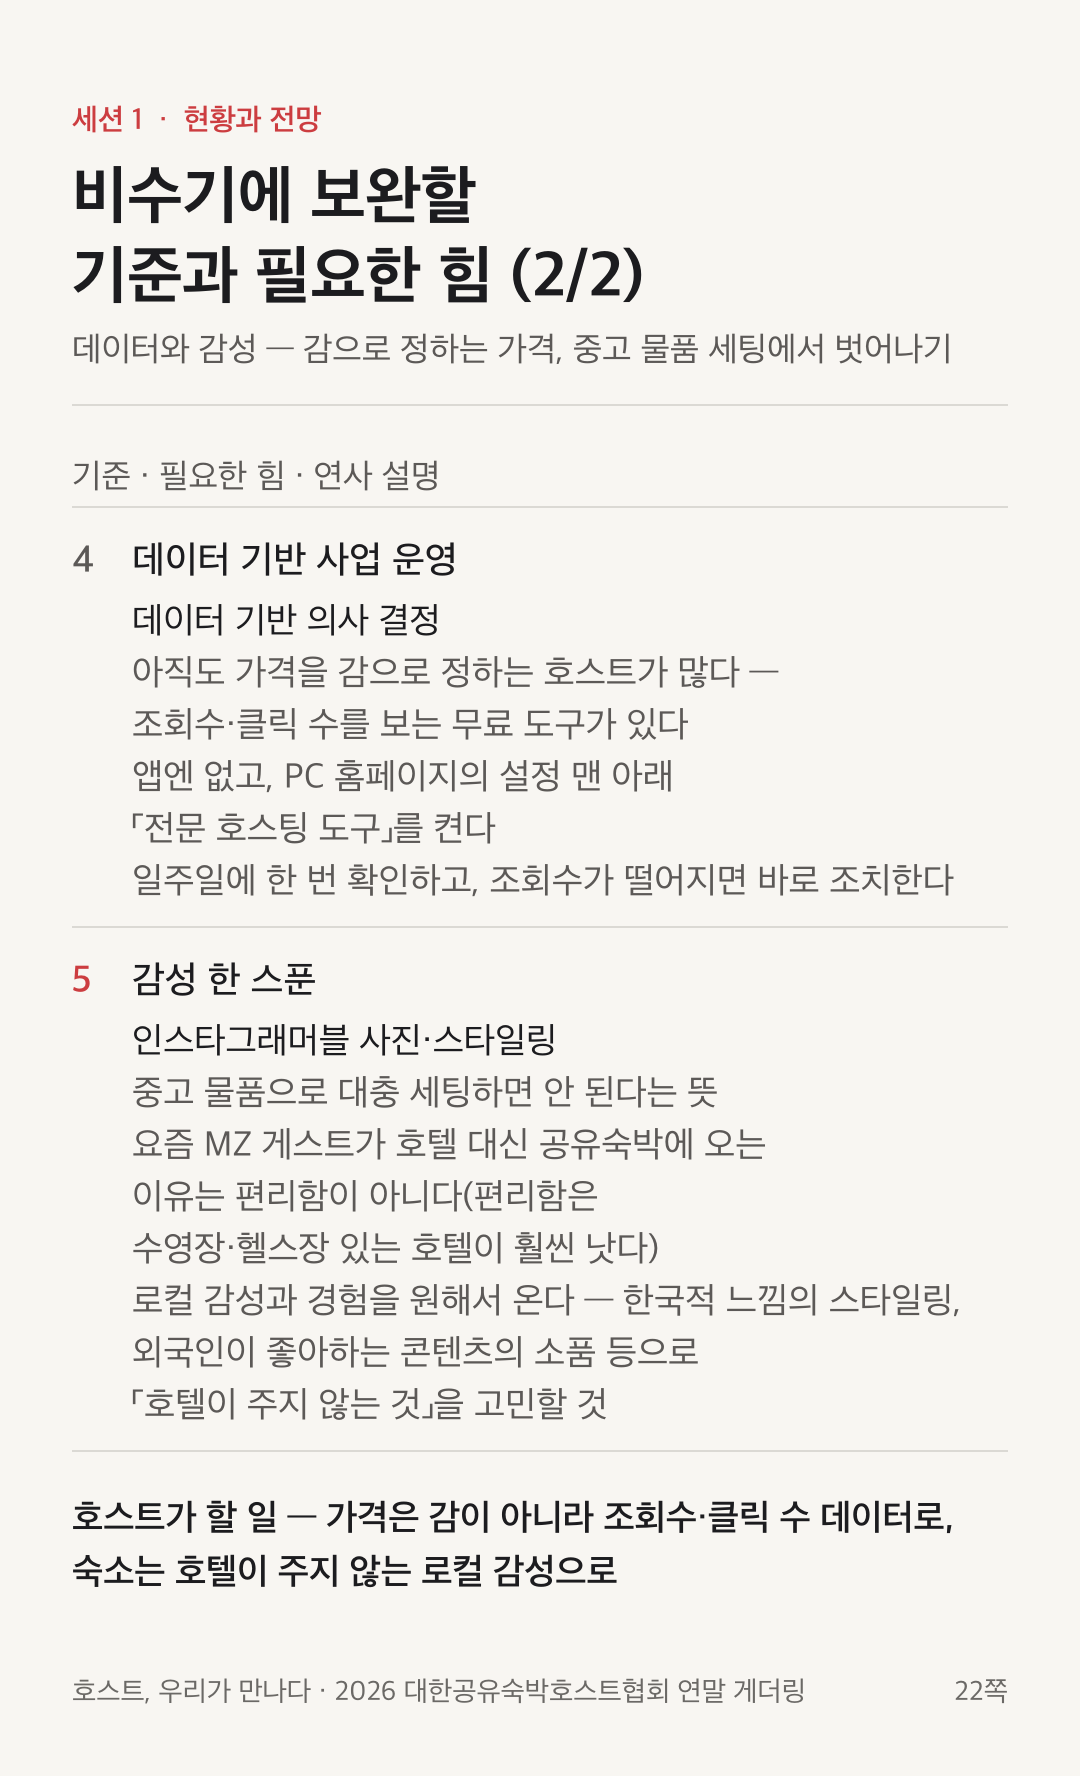 세션 1 · 현황과 전망
비수기에 보완할
기준과 필요한 힘 (2/2)
데이터와 감성 — 감으로 정하는 가격, 중고 물품 세팅에서 벗어나기
기준 · 필요한 힘 · 연사 설명
4 데이터 기반 사업 운영
데이터 기반 의사 결정
아직도 가격을 감으로 정하는 호스트가 많다 —
조회수·클릭 수를 보는 무료 도구가 있다
앱엔 없고, PC 홈페이지의 설정 맨 아래
「전문 호스팅 도구」를 켠다
일주일에 한 번 확인하고, 조회수가 떨어지면 바로 조치한다
5 감성 한 스푼
인스타그래머블 사진·스타일링
중고 물품으로 대충 세팅하면 안 된다는 뜻
요즘 MZ 게스트가 호텔 대신 공유숙박에 오는
이유는 편리함이 아니다(편리함은
수영장·헬스장 있는 호텔이 훨씬 낫다)
로컬 감성과 경험을 원해서 온다 — 한국적 느낌의 스타일링,
외국인이 좋아하는 콘텐츠의 소품 등으로
「호텔이 주지 않는 것」을 고민할 것
호스트가 할 일 — 가격은 감이 아니라 조회수·클릭 수 데이터로,
숙소는 호텔이 주지 않는 로컬 감성으로
호스트, 우리가 만나다 · 2026 대한공유숙박호스트협회 연말 게더링 22쪽